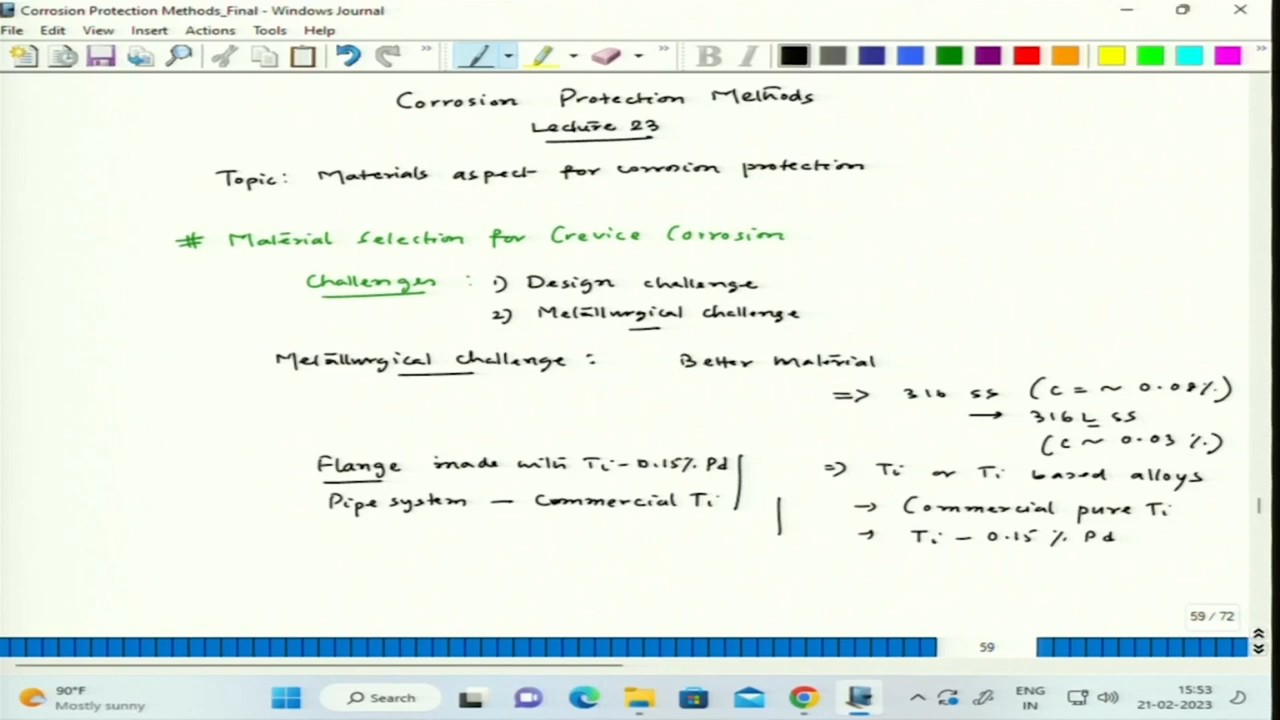 Corrosion Protection Methods_Final - Windows Journal
File Edit View Insert Actions Tools Help
B I
Corrosion Protection Methods
Lecture 23
Topic: Materials aspect for corrosion protection
# Material Selection for Crevice Corrosion
Challenges : 1) Design challenge
2) Metallurgical challenge
Metallurgical challenge : Better material
=> 316 SS (C = ~ 0.08%)
→ 316L SS
(C ~ 0.03 %)
Flange made with Ti-0.15% Pd => Ti or Ti based alloys
Pipe system — Commercial Ti → Commercial pure Ti
→ Ti - 0.15 % Pd
59 / 72
59
90°F
Mostly sunny
Search
ENG
IN
15:53
21-02-2023